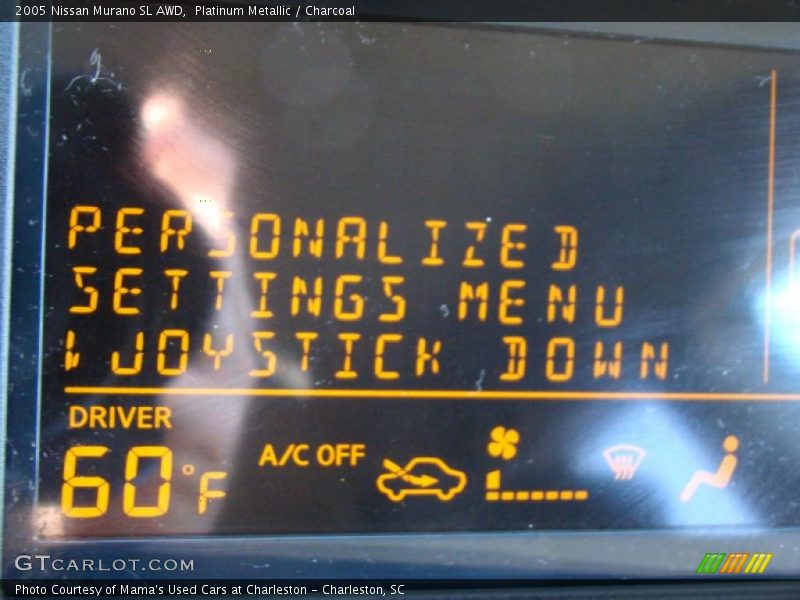 2005 Nissan Murano SL AWD, Platinum Metallic / Charcoal
PERSONALIZED
SETTINGS MENU
JOYSTICK DOWN
DRIVER
60°F
A/C OFF
GTCARLOT.COM
Photo Courtesy of Mama's Used Cars at Charleston - Charleston, SC